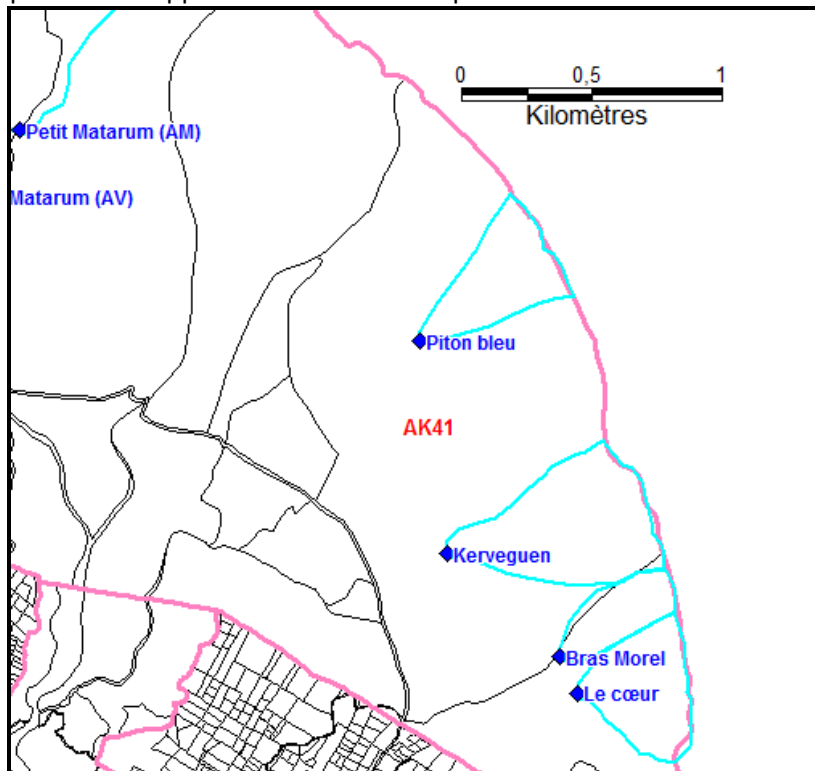 0 0,5 1
Kilomètres
Petit Matarum (AM)
Matarum (AV)
Piton bleu
AK41
Kerveguen
Bras Morel
Le cœur